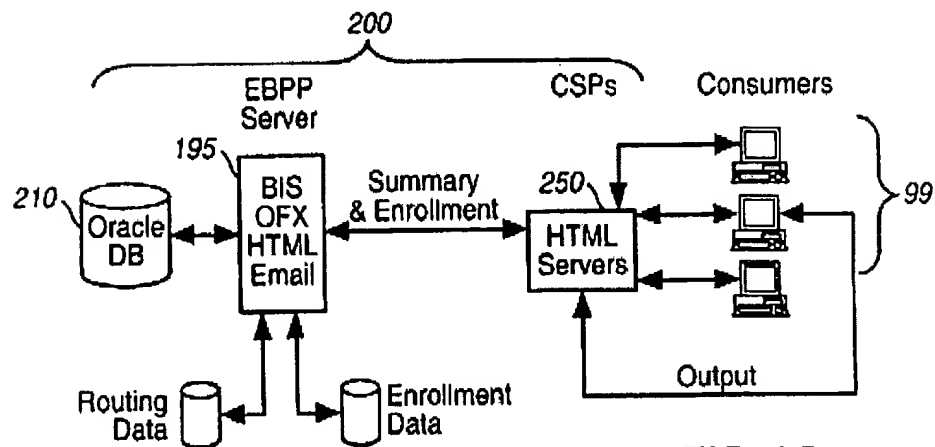 200
EBPP
Server
CSPs
Consumers
195
210
Oracle
DB
BIS
OFX
HTML
Email
Summary
& Enrollment
250
HTML
Servers
99
Routing
Data
Enrollment
Data
Output